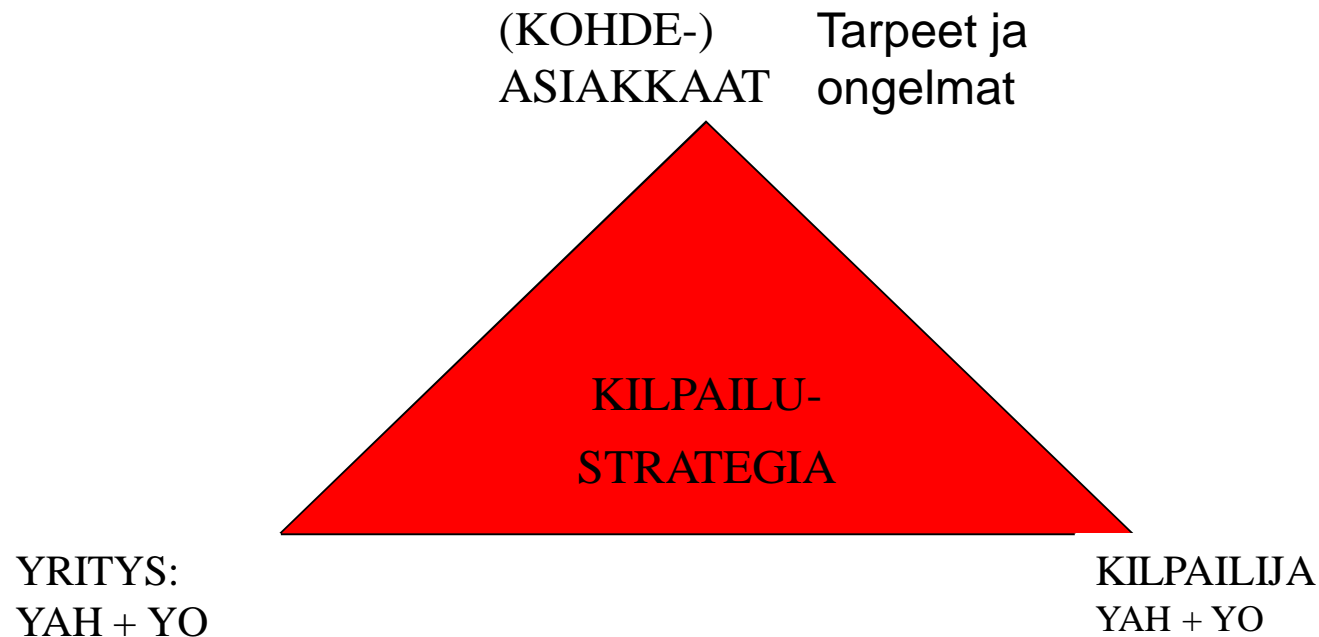 (KOHDE-)
ASIAKKAAT
Tarpeet ja
ongelmat
KILPAILU-
STRATEGIA
YRITYS:
YAH + YO
KILPAILIJA
YAH + YO